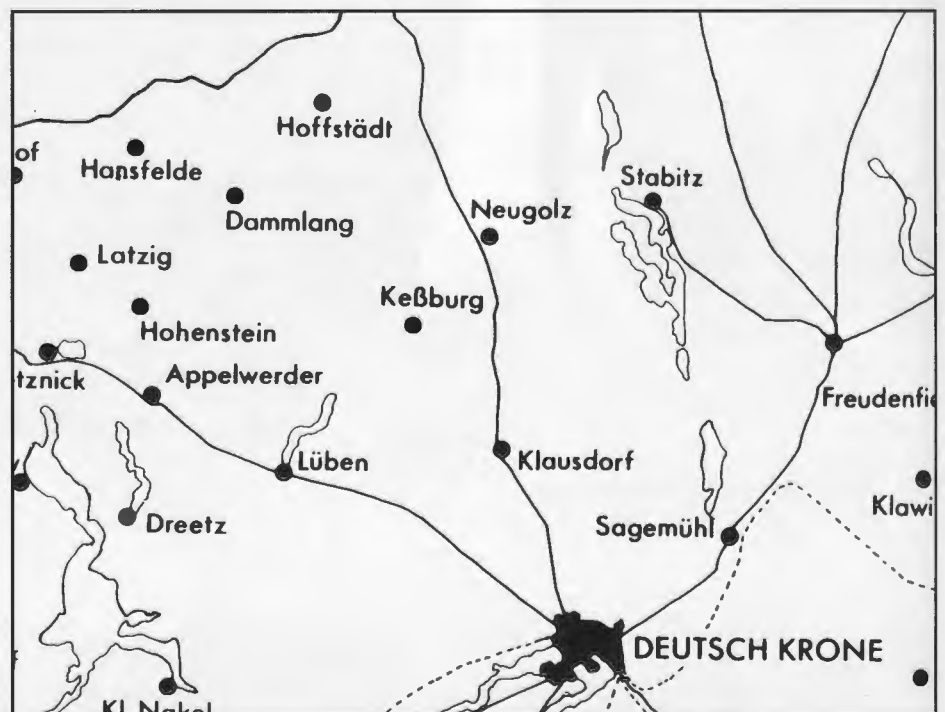 Hoffstädt
of
Hansfelde
Stabitz
Dammlang
Neugolz
Latzig
Keßburg
Hohenstein
tznick
Appelwerder
Freudenfie
Lüben
Klausdorf
Klawi
Dreetz
Sagemühl
DEUTSCH KRONE
Kl. Nakel